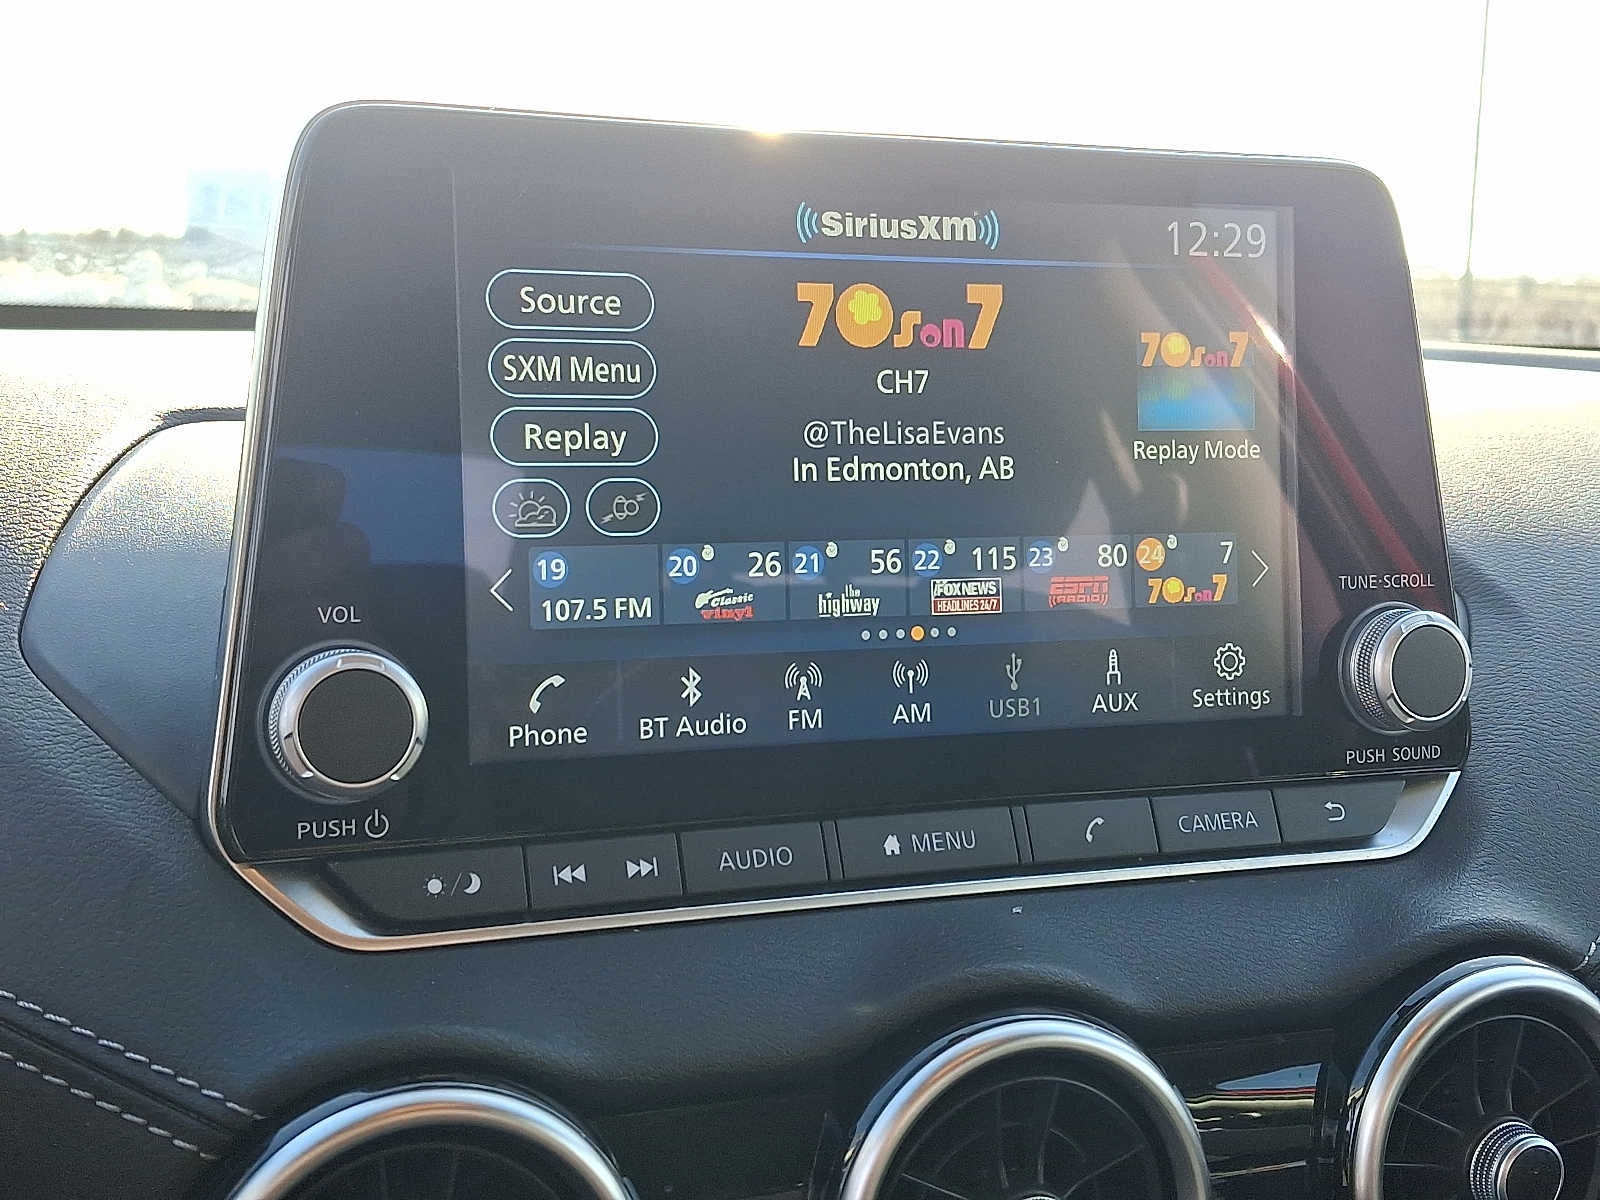 SiriusXM
12:29
Source
SXM Menu
Replay
70s on 7
CH7
@TheLisaEvans
In Edmonton, AB
70s on 7
Replay Mode
19
107.5 FM
20 26
Classic
vinyl
21 56
the
highway
22 115
FOX NEWS
HEADLINES 24/7
23 80
ESPN
RADIO
24 7
70s on 7
Phone
BT Audio
FM
AM
USB1
AUX
Settings
VOL
PUSH
TUNE·SCROLL
PUSH SOUND
AUDIO
MENU
CAMERA